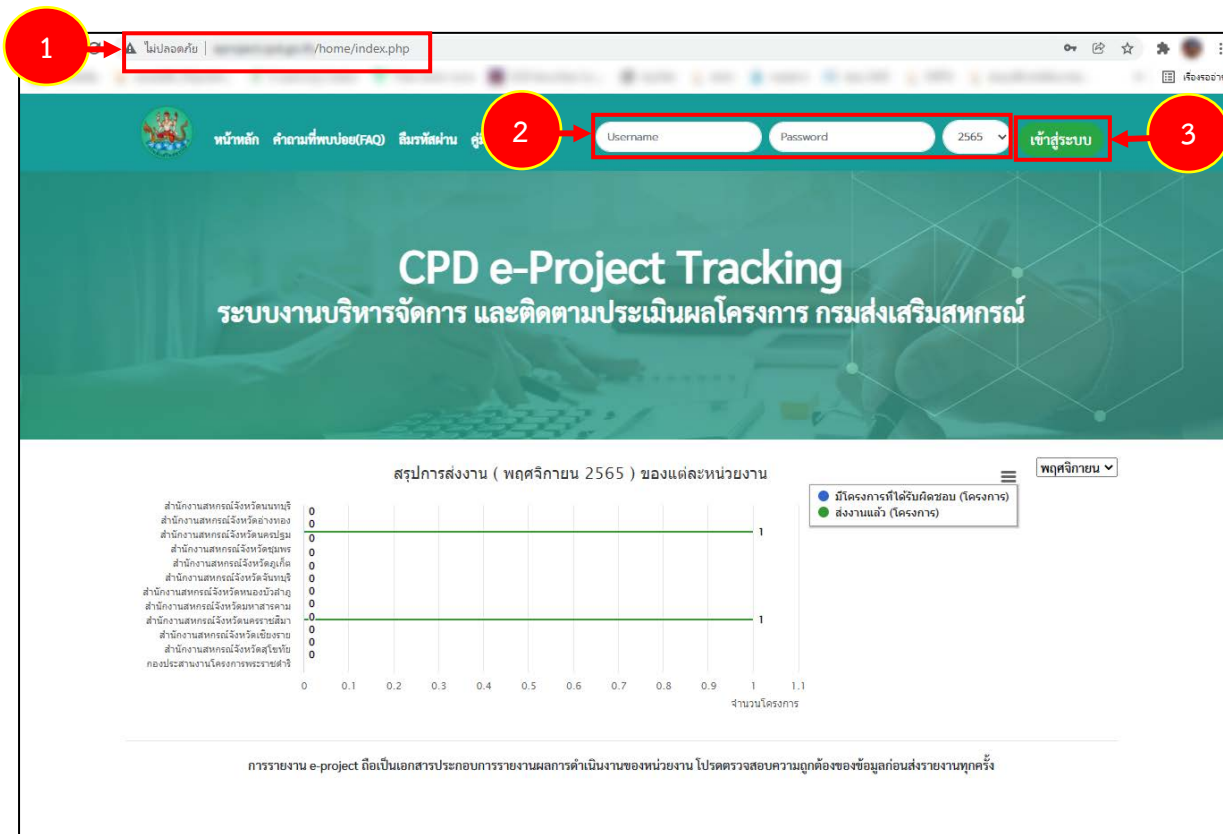 1
ไม่ปลอดภัย
/home/index.php
หน้าหลัก คำถามที่พบบ่อย(FAQ) ลืมรหัสผ่าน
2
Username
Password
2565
เข้าสู่ระบบ
3
CPD e-Project Tracking
ระบบงานบริหารจัดการ และติดตามประเมินผลโครงการ กรมส่งเสริมสหกรณ์
สรุปการส่งงาน ( พฤศจิกายน 2565 ) ของแต่ละหน่วยงาน
พฤศจิกายน
มีโครงการที่ได้รับผิดชอบ (โครงการ)
ส่งงานแล้ว (โครงการ)
สำนักงานสหกรณ์จังหวัดนนทบุรี 0
สำนักงานสหกรณ์จังหวัดอ่างทอง 0
1
สำนักงานสหกรณ์จังหวัดนครปฐม 0
สำนักงานสหกรณ์จังหวัดชุมพร 0
สำนักงานสหกรณ์จังหวัดภูเก็ต 0
สำนักงานสหกรณ์จังหวัดจันทบุรี 0
สำนักงานสหกรณ์จังหวัดหนองบัวลำภู 0
สำนักงานสหกรณ์จังหวัดมหาสารคาม 0
สำนักงานสหกรณ์จังหวัดนครราชสีมา 0 1
สำนักงานสหกรณ์จังหวัดเชียงราย 0
สำนักงานสหกรณ์จังหวัดสุโขทัย 0
กองประสานงานโครงการพระราชดำริ 0
0 0.1 0.2 0.3 0.4 0.5 0.6 0.7 0.8 0.9 1 1.1
จำนวนโครงการ
การรายงาน e-project ถือเป็นเอกสารประกอบการรายงานผลการดำเนินงานของหน่วยงาน โปรดตรวจสอบความถูกต้องของข้อมูลก่อนส่งรายงานทุกครั้ง